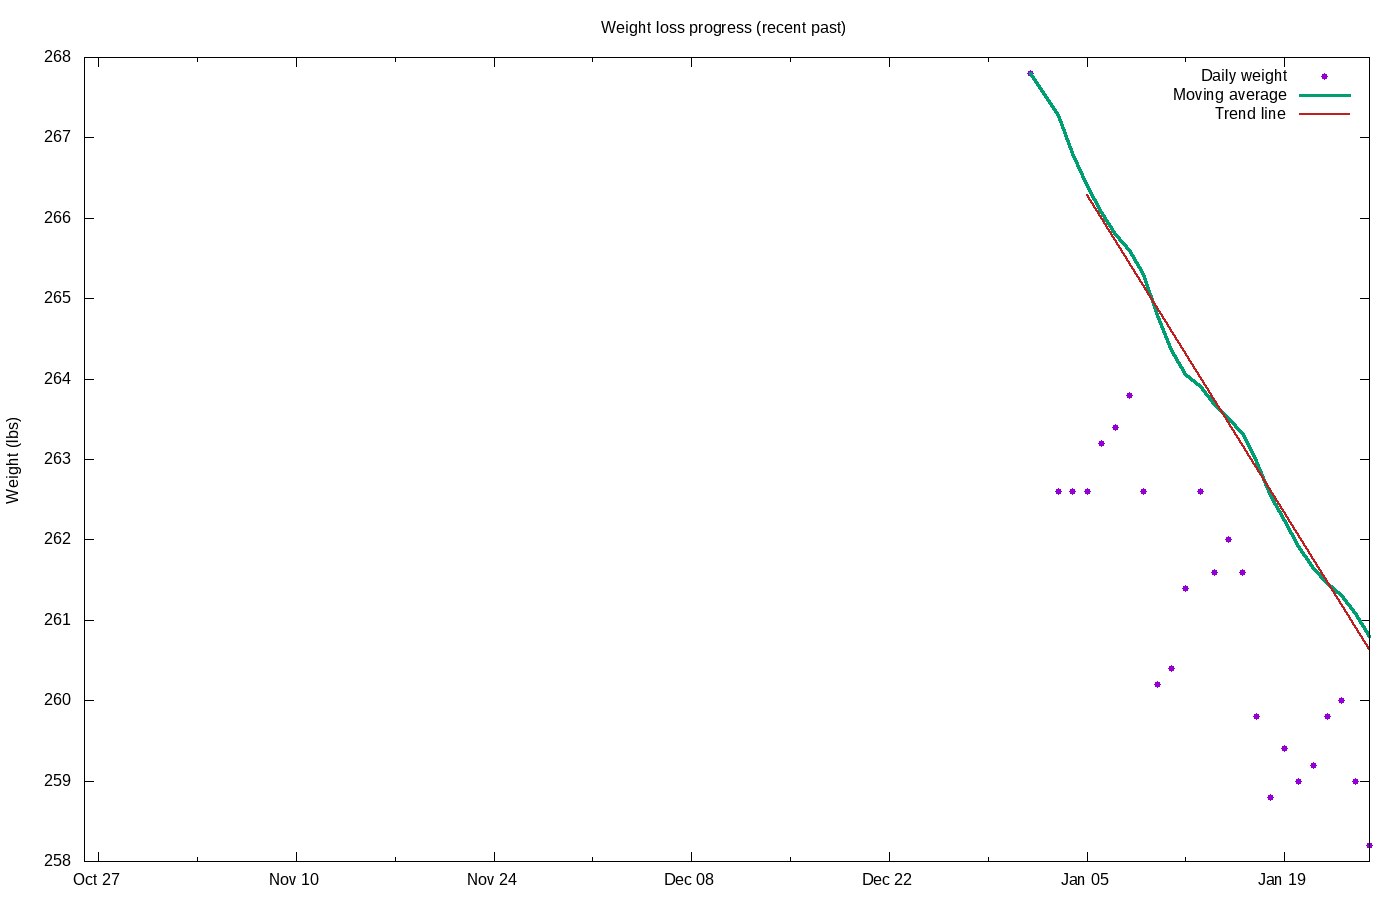 Weight loss progress (recent past)
268
267
266
265
264
263
262
261
260
259
258
Weight (lbs)
Daily weight
Moving average
Trend line
Oct 27
Nov 10
Nov 24
Dec 08
Dec 22
Jan 05
Jan 19